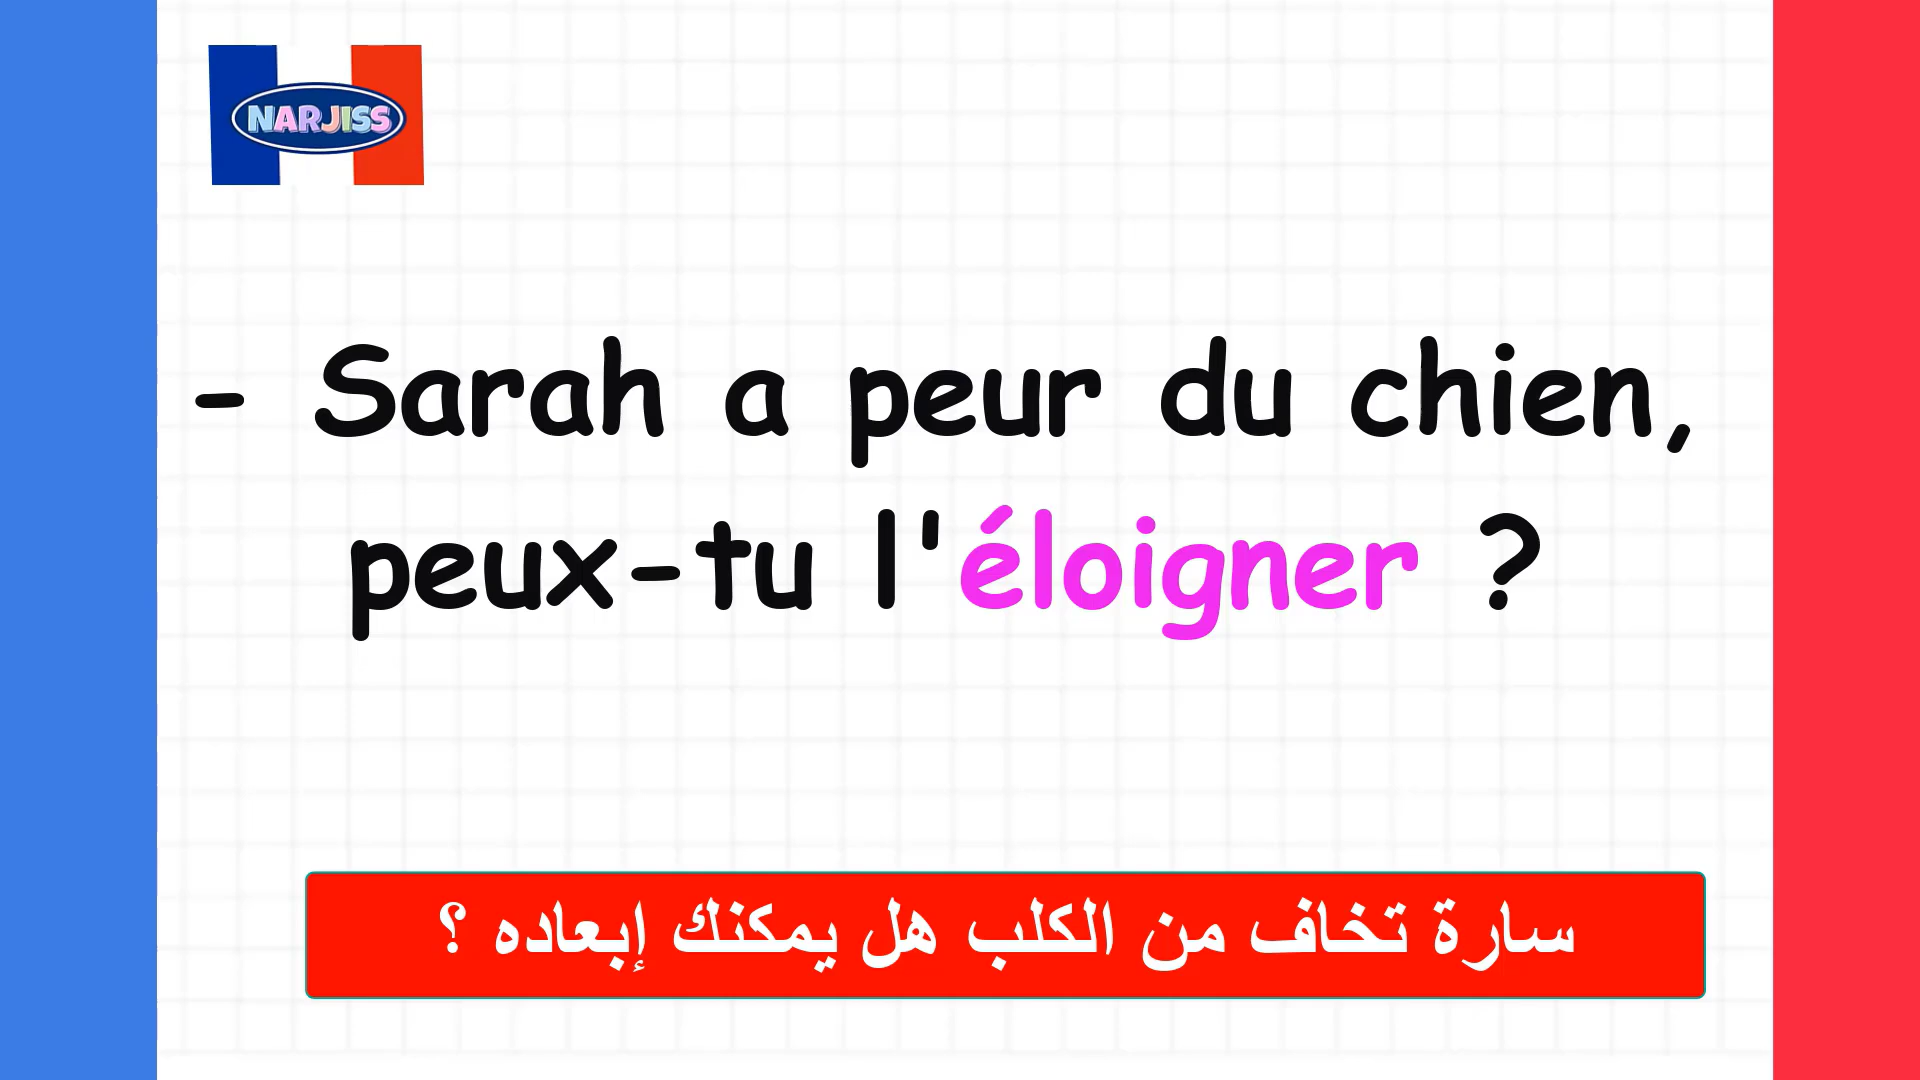 NARJISS
- Sarah a peur du chien,
peux-tu l'éloigner ?
سارة تخاف من الكلب هل يمكنك إبعاده ؟